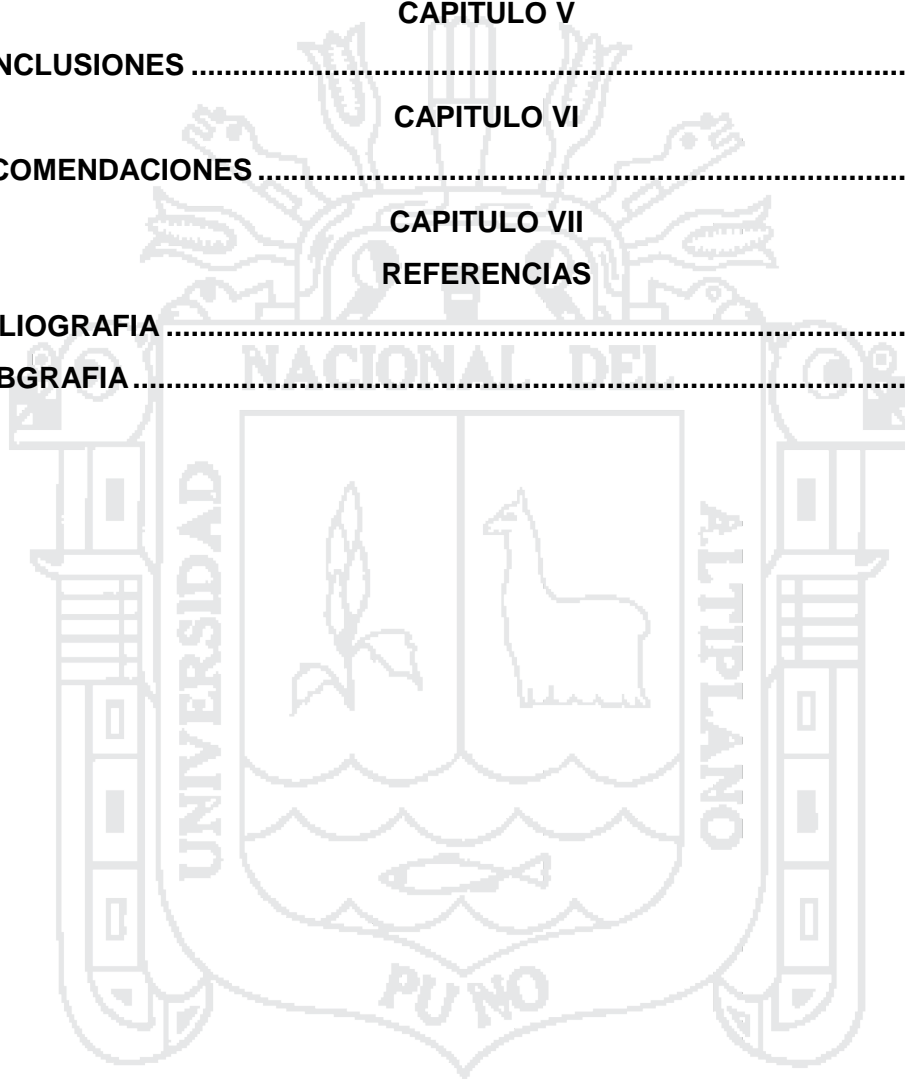 CAPITULO V
NCLUSIONES ........................................................................................
CAPITULO VI
COMENDACIONES ................................................................................
CAPITULO VII
REFERENCIAS
LIOGRAFIA ...........................................................................................
BGRAFIA ...............................................................................................
NACIONAL DEL
UNIVERSIDAD
ALTIPLANO
PUNO